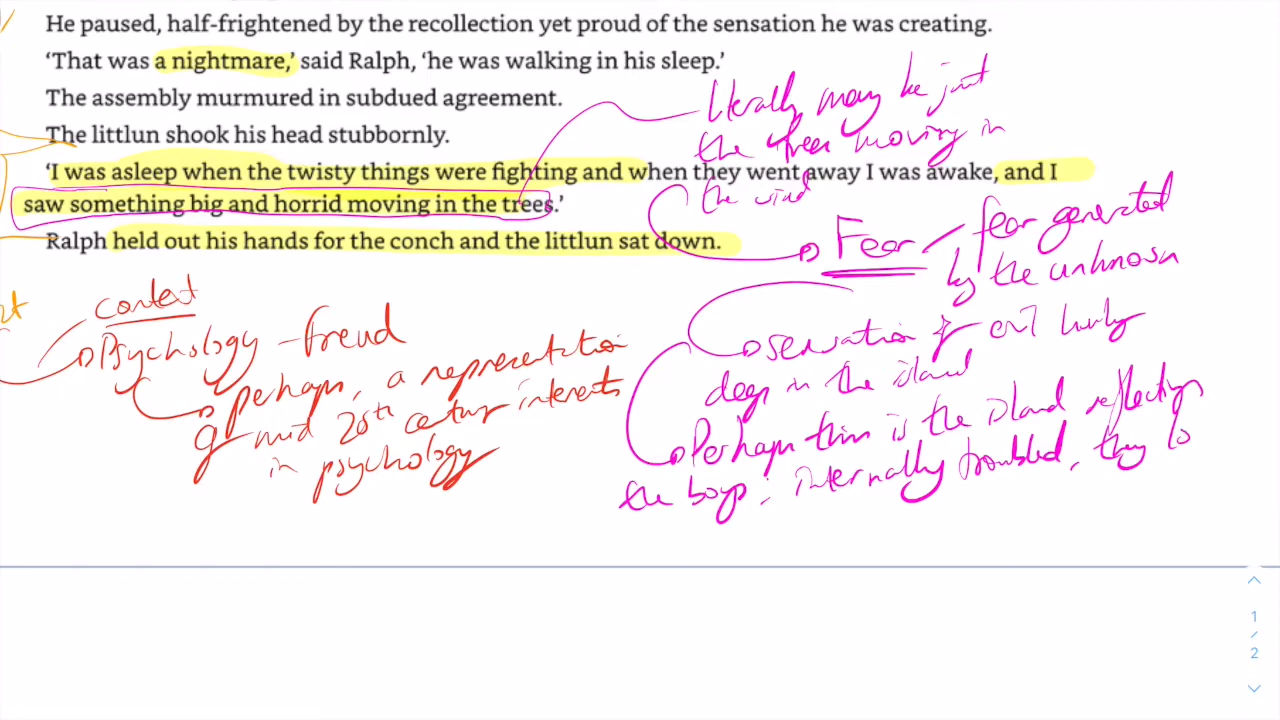 He paused, half-frightened by the recollection yet proud of the sensation he was creating.
‘That was a nightmare,’ said Ralph, ‘he was walking in his sleep.’
The assembly murmured in subdued agreement.
The littlun shook his head stubbornly.
‘I was asleep when the twisty things were fighting and when they went away I was awake, and I
saw something big and horrid moving in the trees.’
Ralph held out his hands for the conch and the littlun sat down.
literally may be just
the trees moving in
the wind
Fear - fear generated
by the unknown
sensation of evil
deep in the island
Perhaps this is the island reflecting
the boys: internally troubled, they
context
Psychology - Freud
perhaps, a representation
of mid 20th century interests
in psychology
1
/
2